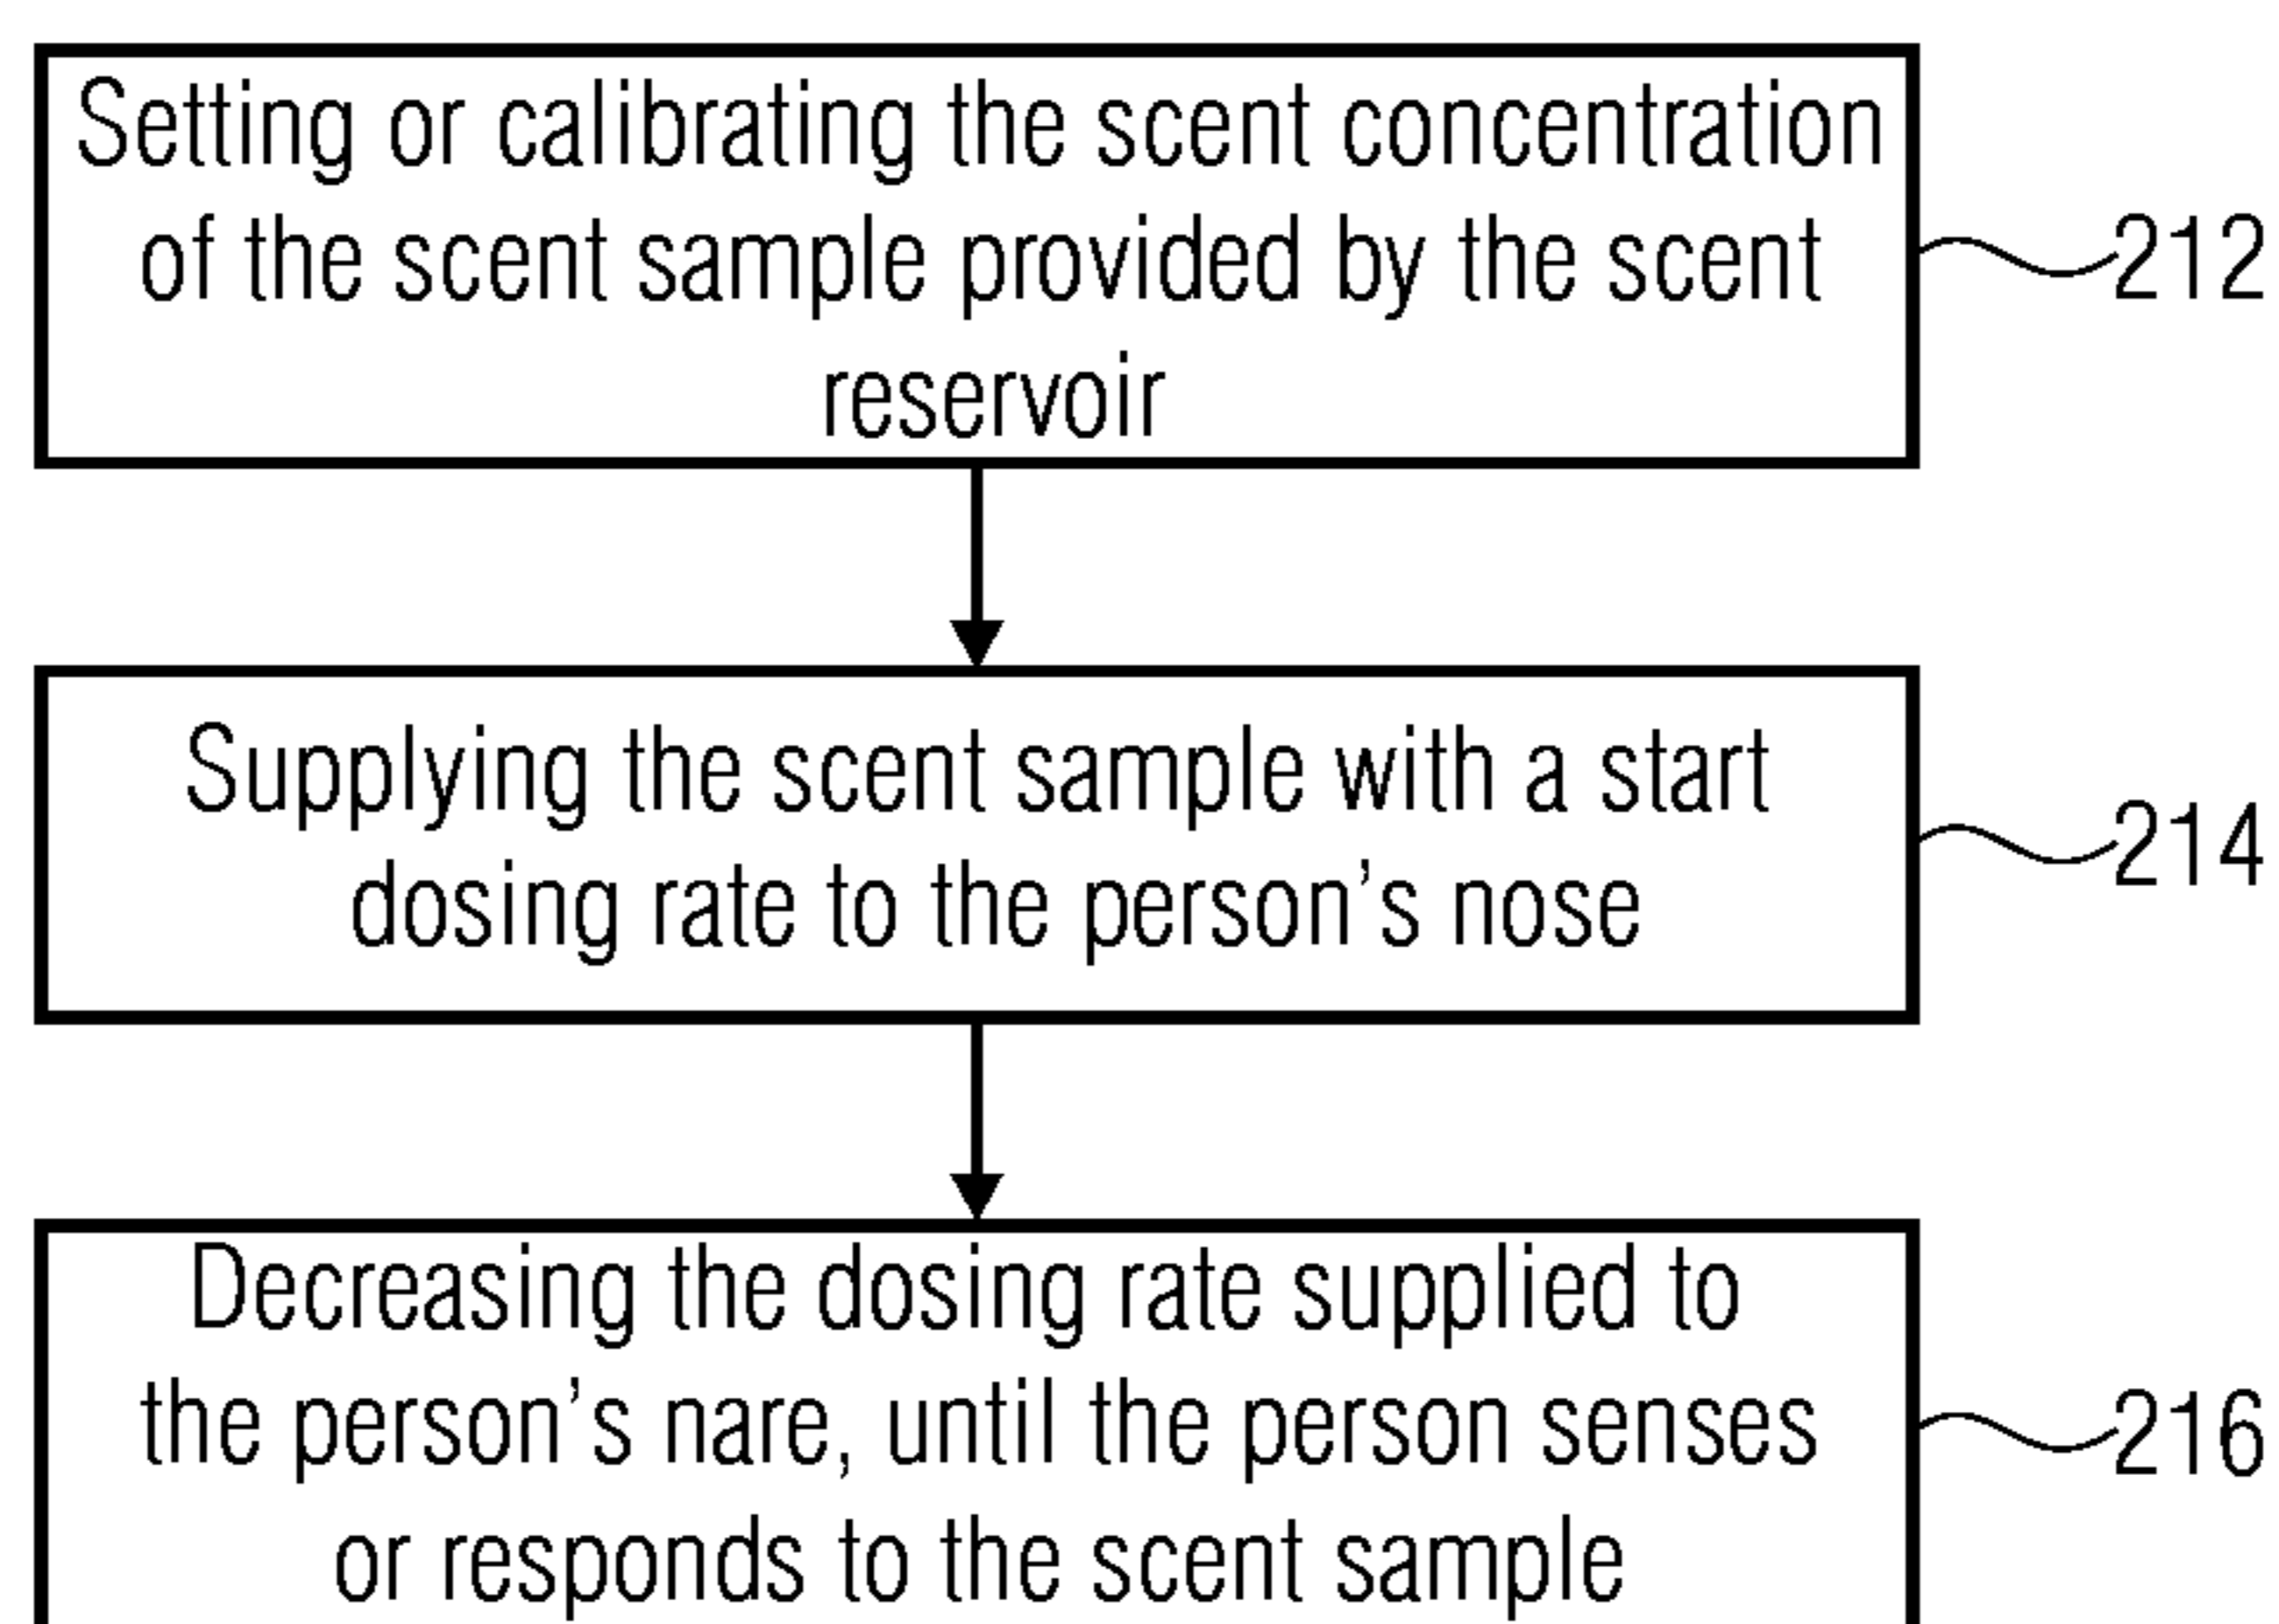 Setting or calibrating the scent concentration
of the scent sample provided by the scent
reservoir
212
Supplying the scent sample with a start
dosing rate to the person's nose
214
Decreasing the dosing rate supplied to
the person's nare, until the person senses
or responds to the scent sample
216